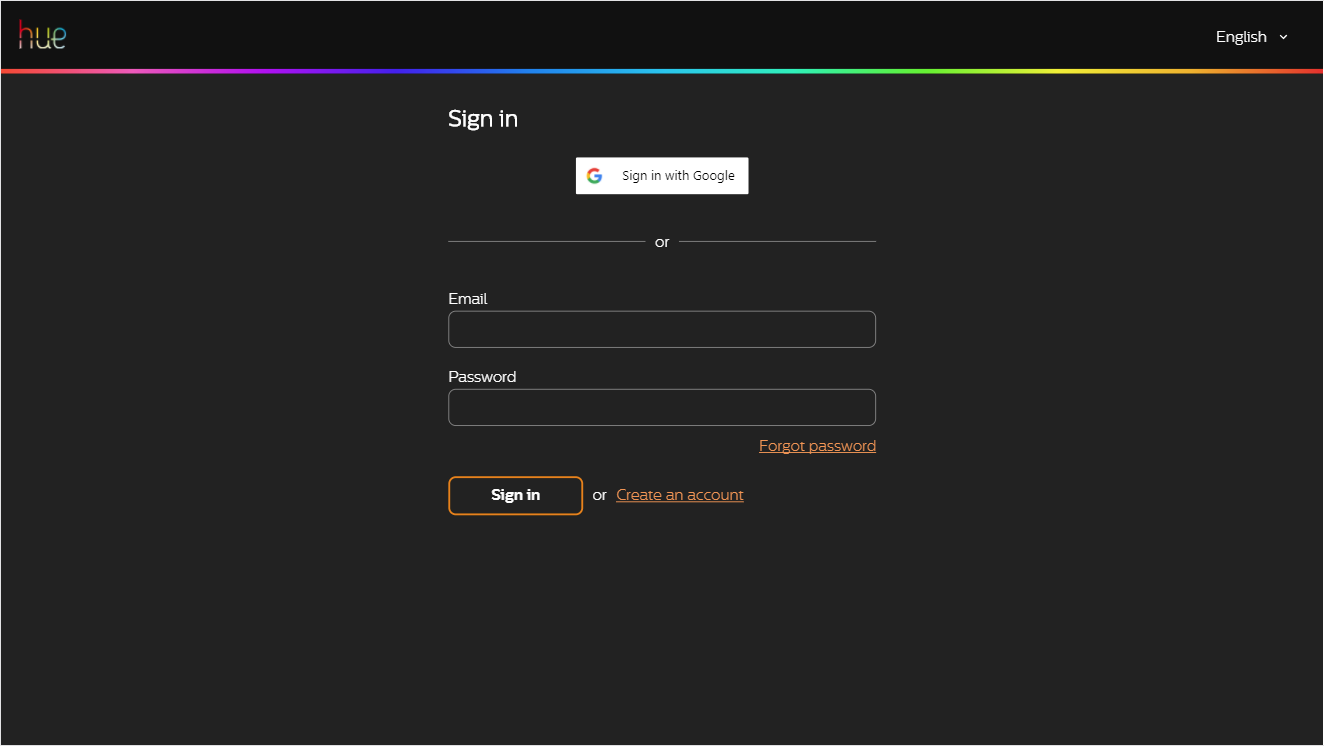 hue
English
Sign in
Sign in with Google
or
Email
Password
Forgot password
Sign in or Create an account